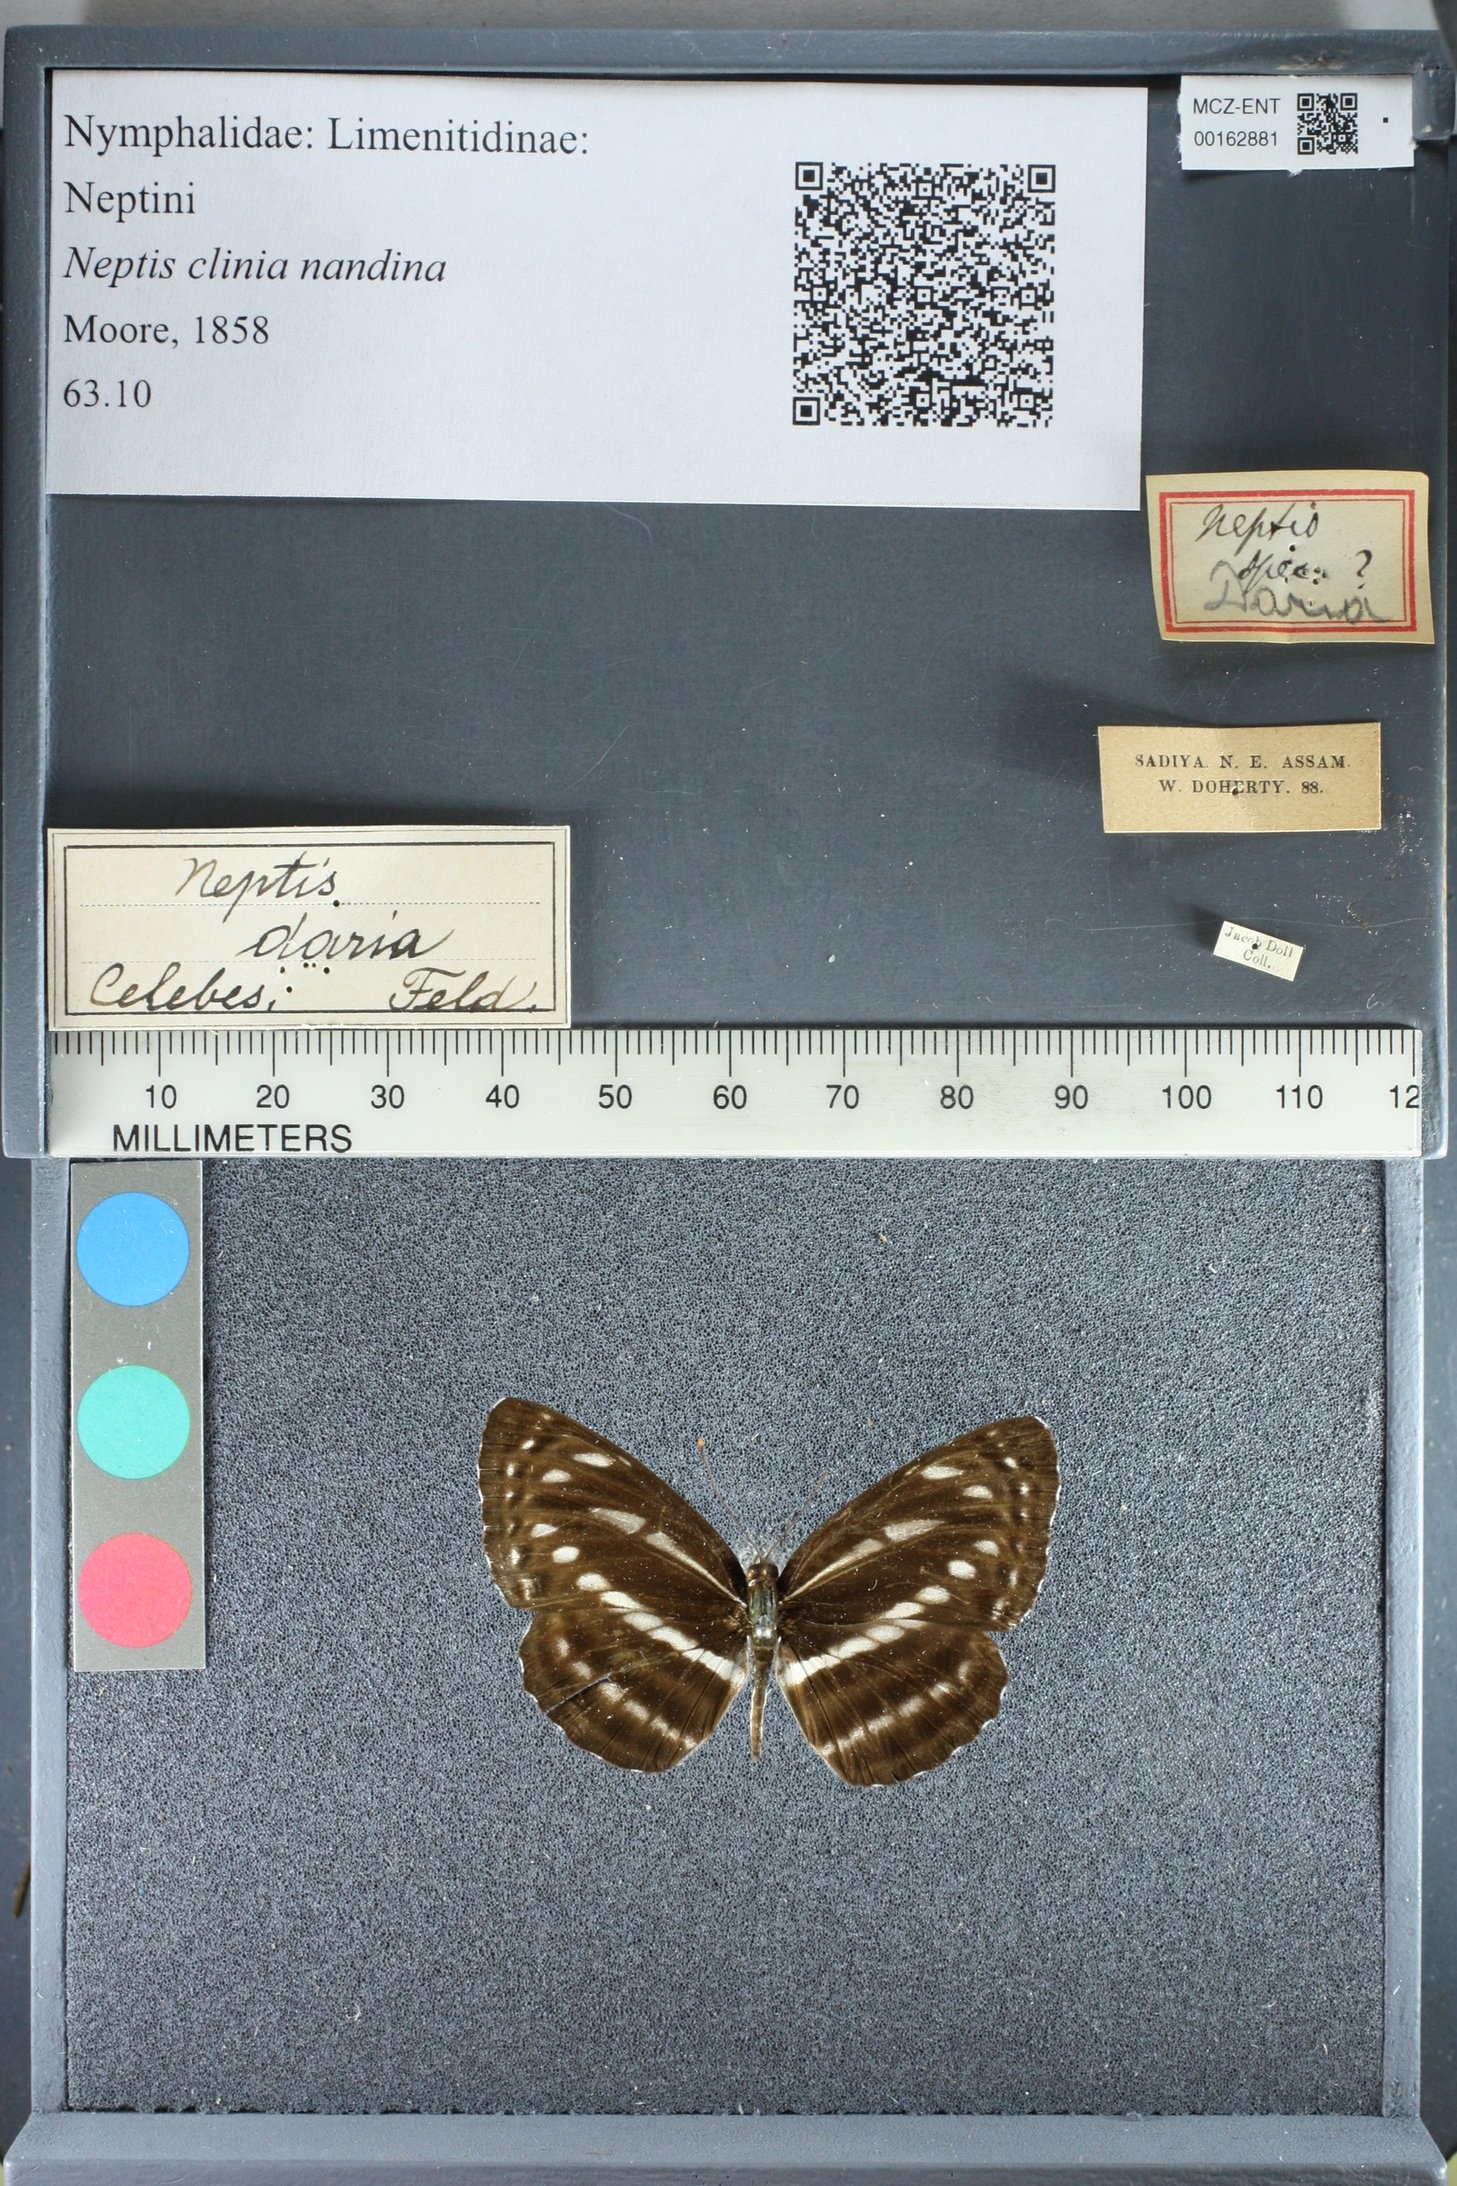 Nymphalidae: Limenitidinae:
Neptini
Neptis clinia nandina
Moore, 1858
63.10
MCZ-ENT
00162881
Neptis
spec. ?
Daria
SADIYA. N. E. ASSAM.
W. DOHERTY. 88.
Neptis
daria
Celebes; Feld.
Jacob Doll
Coll.
10 20 30 40 50 60 70 80 90 100 110 12
MILLIMETERS